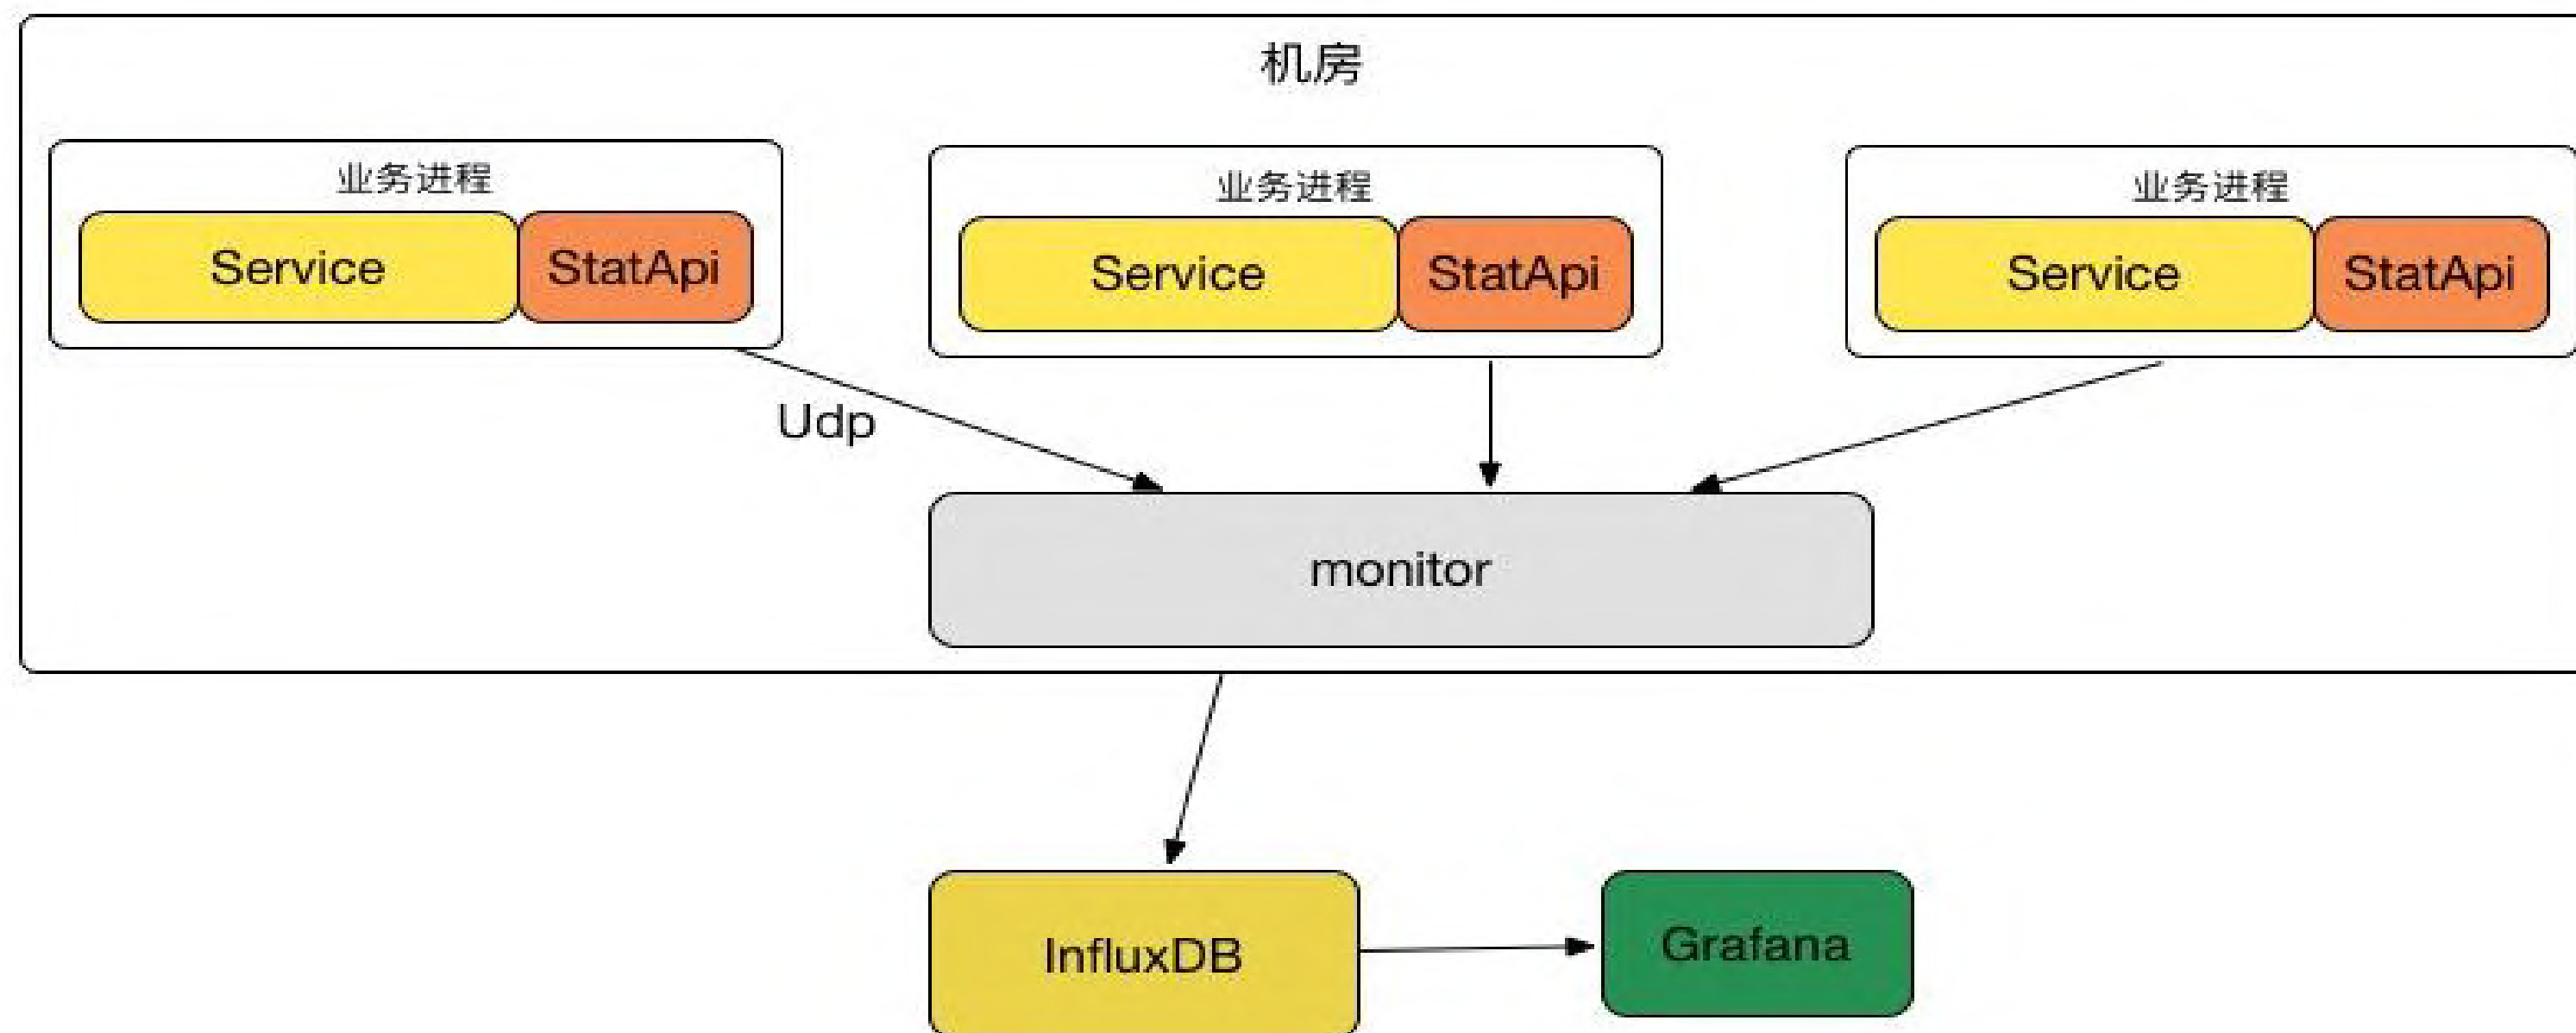 机房
业务进程
业务进程
业务进程
Service
StatApi
Service
StatApi
Service
StatApi
Udp
monitor
InfluxDB
Grafana